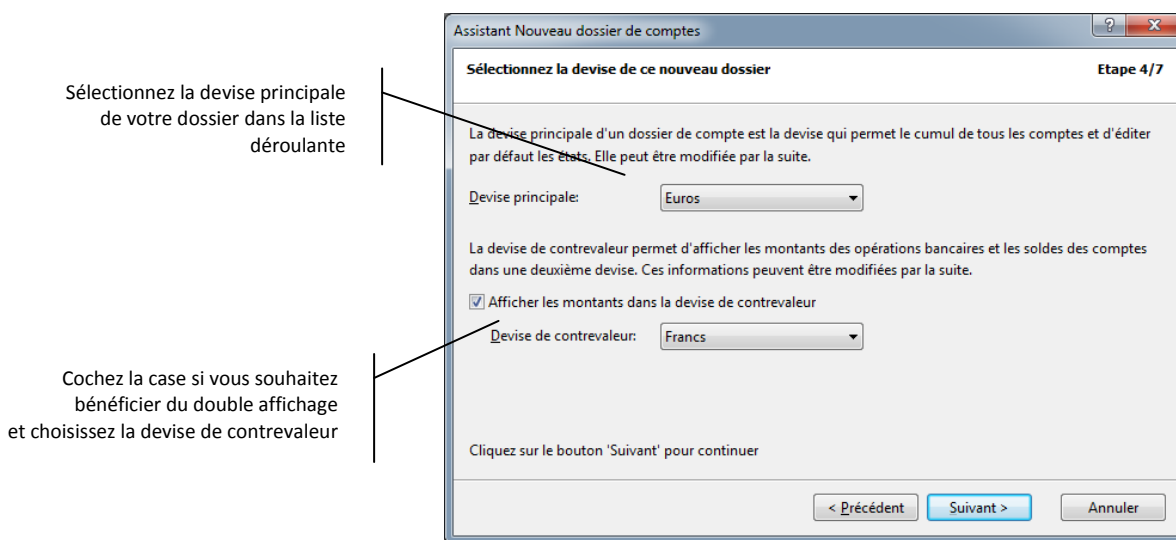 Assistant Nouveau dossier de comptes
Sélectionnez la devise de ce nouveau dossier
Etape 4/7
Sélectionnez la devise principale
de votre dossier dans la liste
déroulante
La devise principale d'un dossier de compte est la devise qui permet le cumul de tous les comptes et d'éditer
par défaut les états. Elle peut être modifiée par la suite.
Devise principale:
Euros
La devise de contrevaleur permet d'afficher les montants des opérations bancaires et les soldes des comptes
dans une deuxième devise. Ces informations peuvent être modifiées par la suite.
Afficher les montants dans la devise de contrevaleur
Devise de contrevaleur:
Francs
Cochez la case si vous souhaitez
bénéficier du double affichage
et choisissez la devise de contrevaleur
Cliquez sur le bouton 'Suivant' pour continuer
< Précédent
Suivant >
Annuler